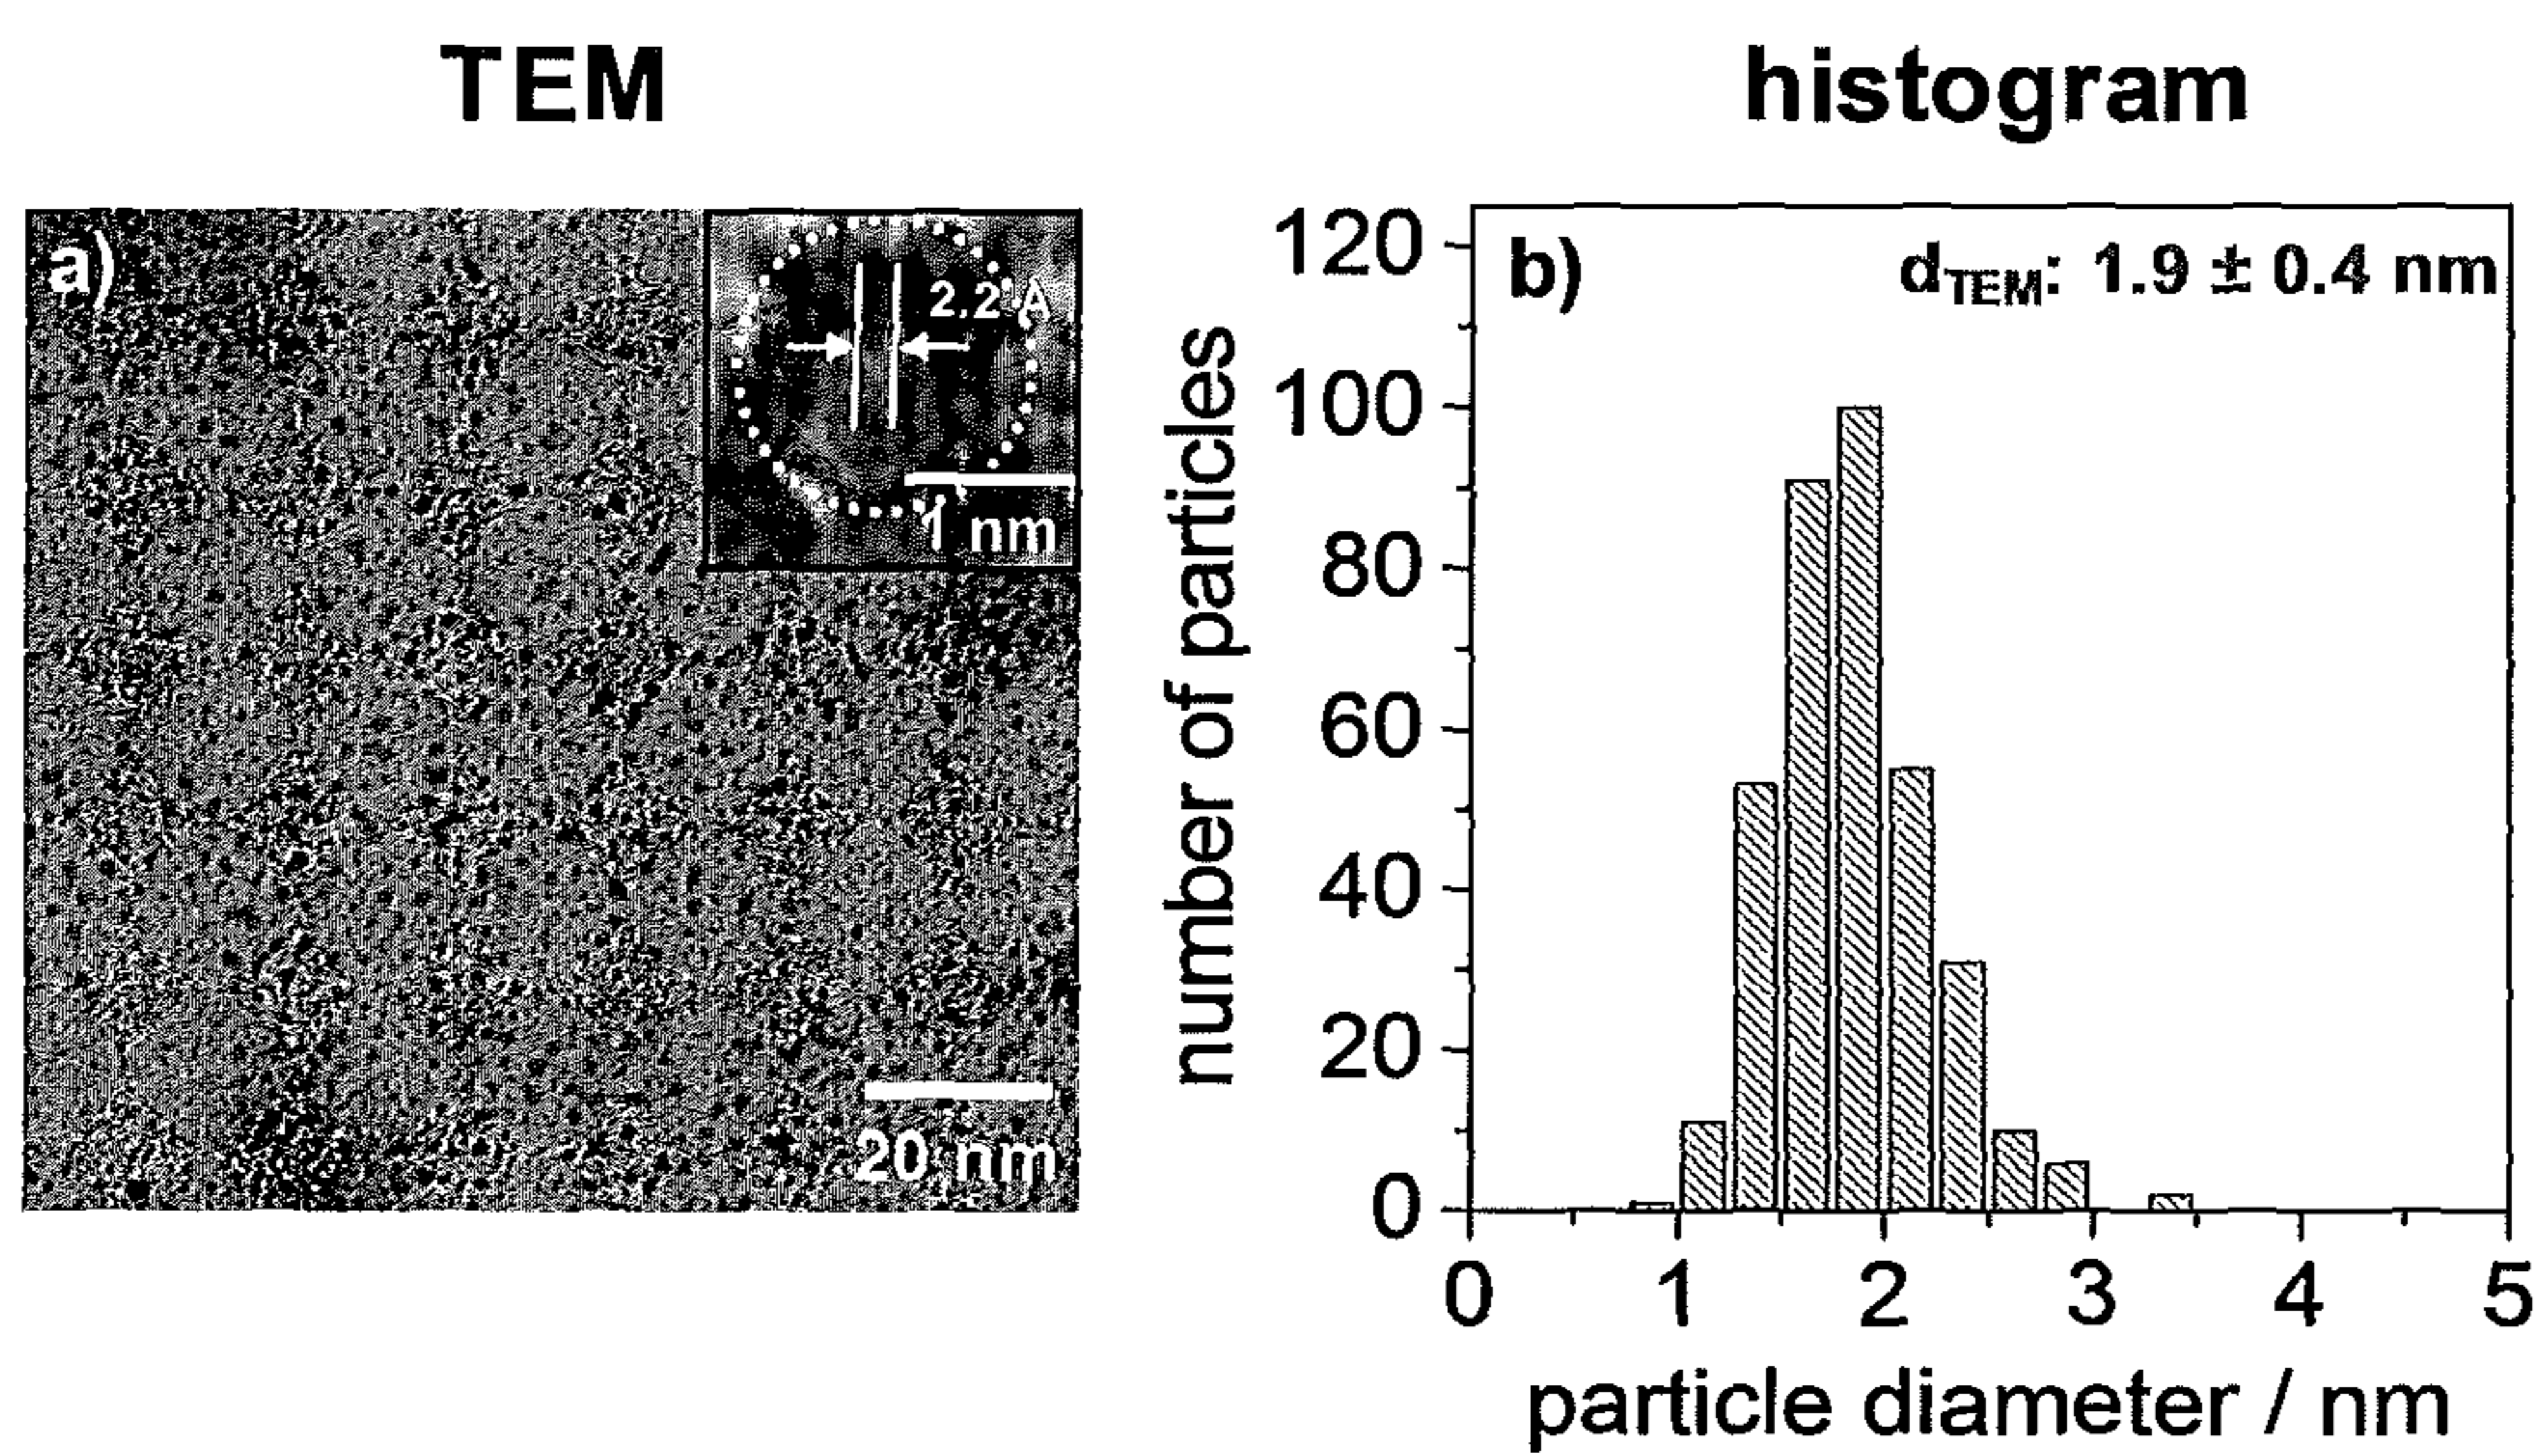 TEM
histogram
a)
2.2 Å
1 nm
20 nm
b)
d_TEM: 1.9 ± 0.4 nm
number of particles
120
100
80
60
40
20
0
0 1 2 3 4 5
particle diameter / nm